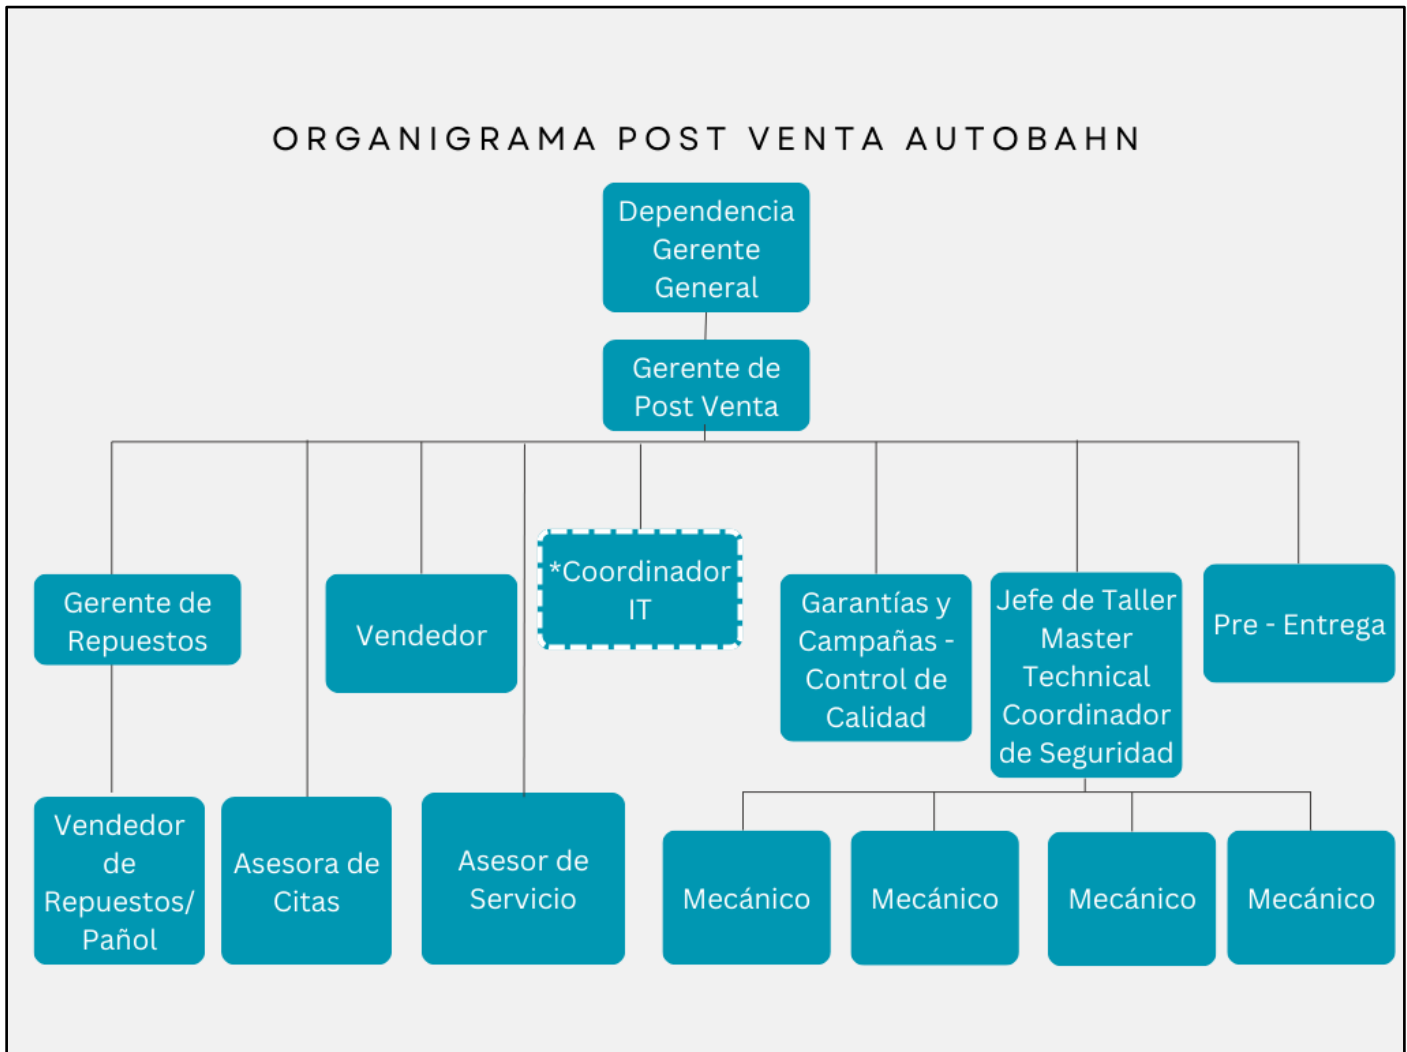 ORGANIGRAMA POST VENTA AUTOBAHN
Dependencia
Gerente
General
Gerente de
Post Venta
Gerente de
Repuestos
Vendedor
*Coordinador
IT
Garantías y
Campañas -
Control de
Calidad
Jefe de Taller
Master
Technical
Coordinador
de Seguridad
Pre - Entrega
Vendedor
de
Repuestos/
Pañol
Asesora de
Citas
Asesor de
Servicio
Mecánico
Mecánico
Mecánico
Mecánico